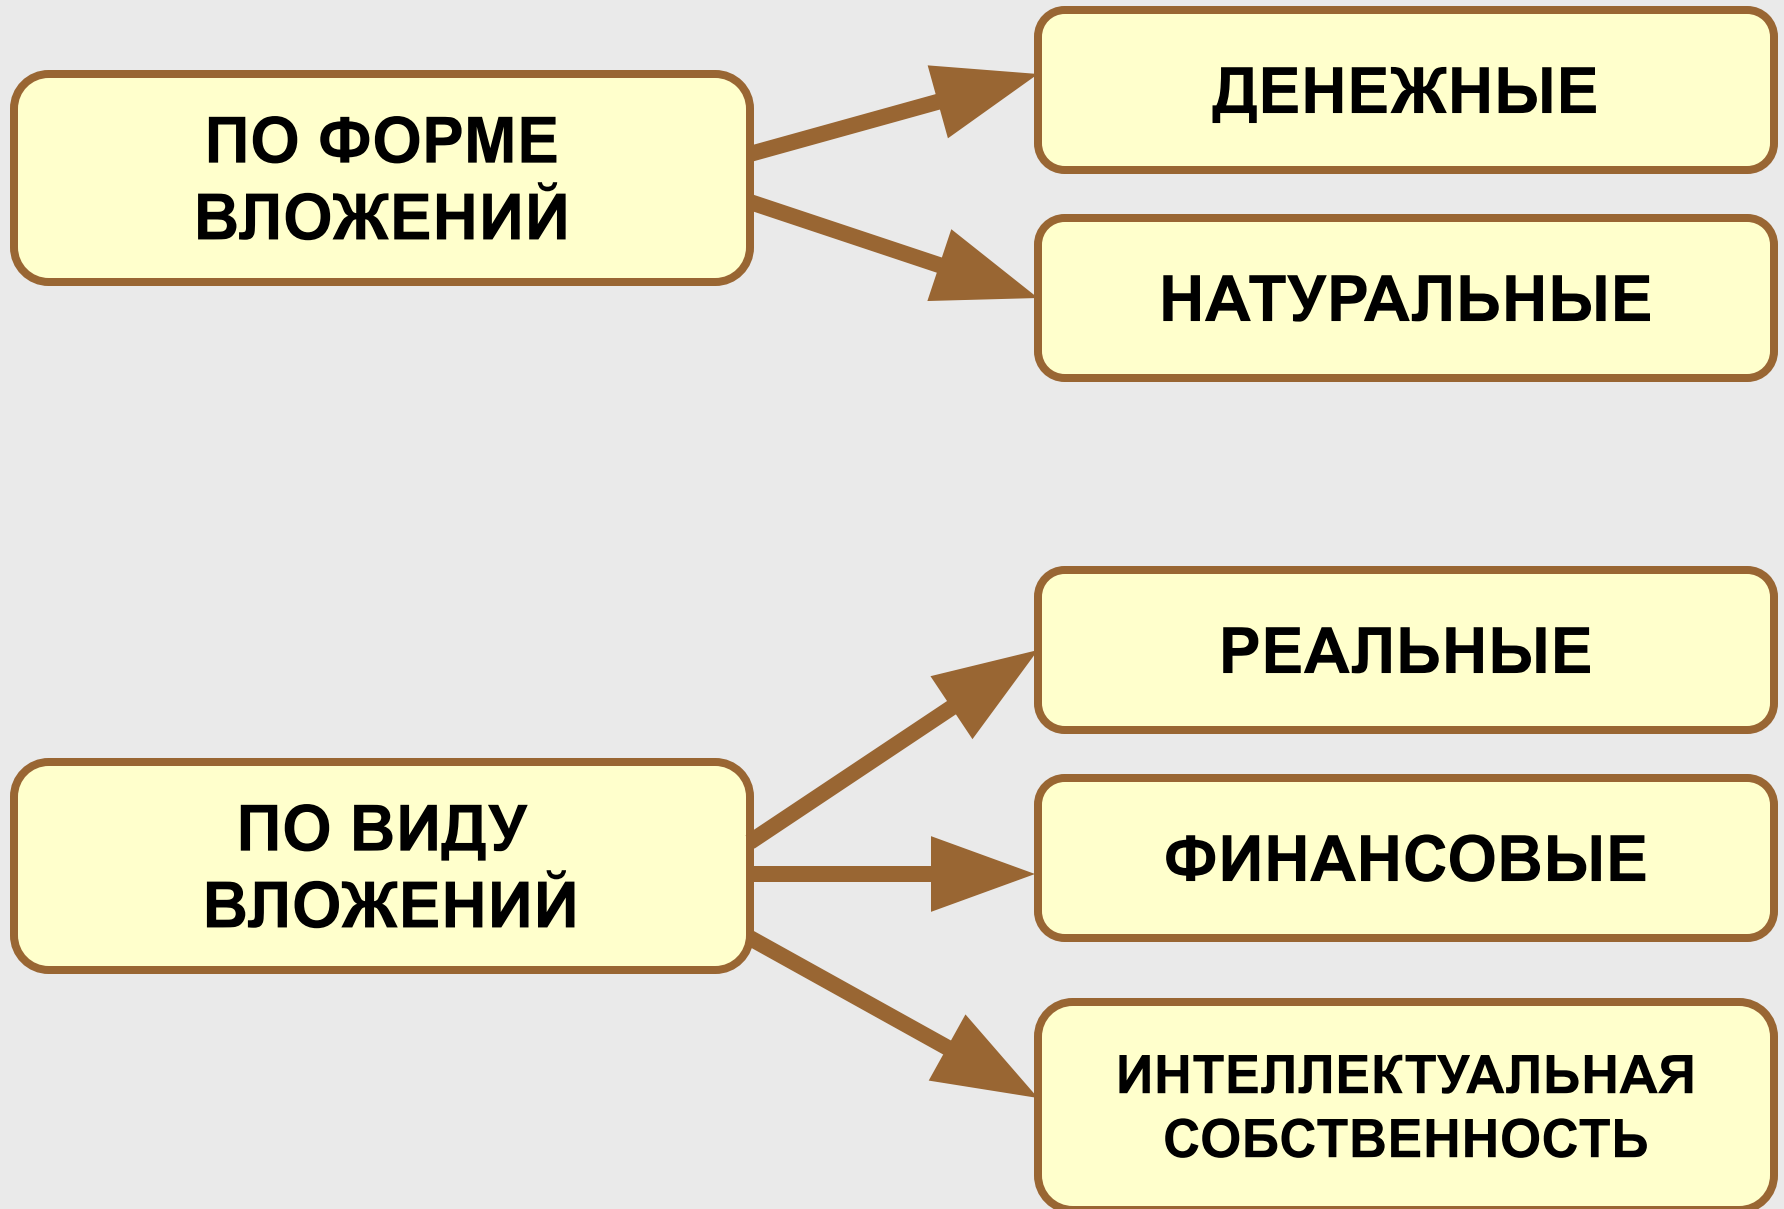 ПО ФОРМЕ
ВЛОЖЕНИЙ
ДЕНЕЖНЫЕ
НАТУРАЛЬНЫЕ
ПО ВИДУ
ВЛОЖЕНИЙ
РЕАЛЬНЫЕ
ФИНАНСОВЫЕ
ИНТЕЛЛЕКТУАЛЬНАЯ
СОБСТВЕННОСТЬ